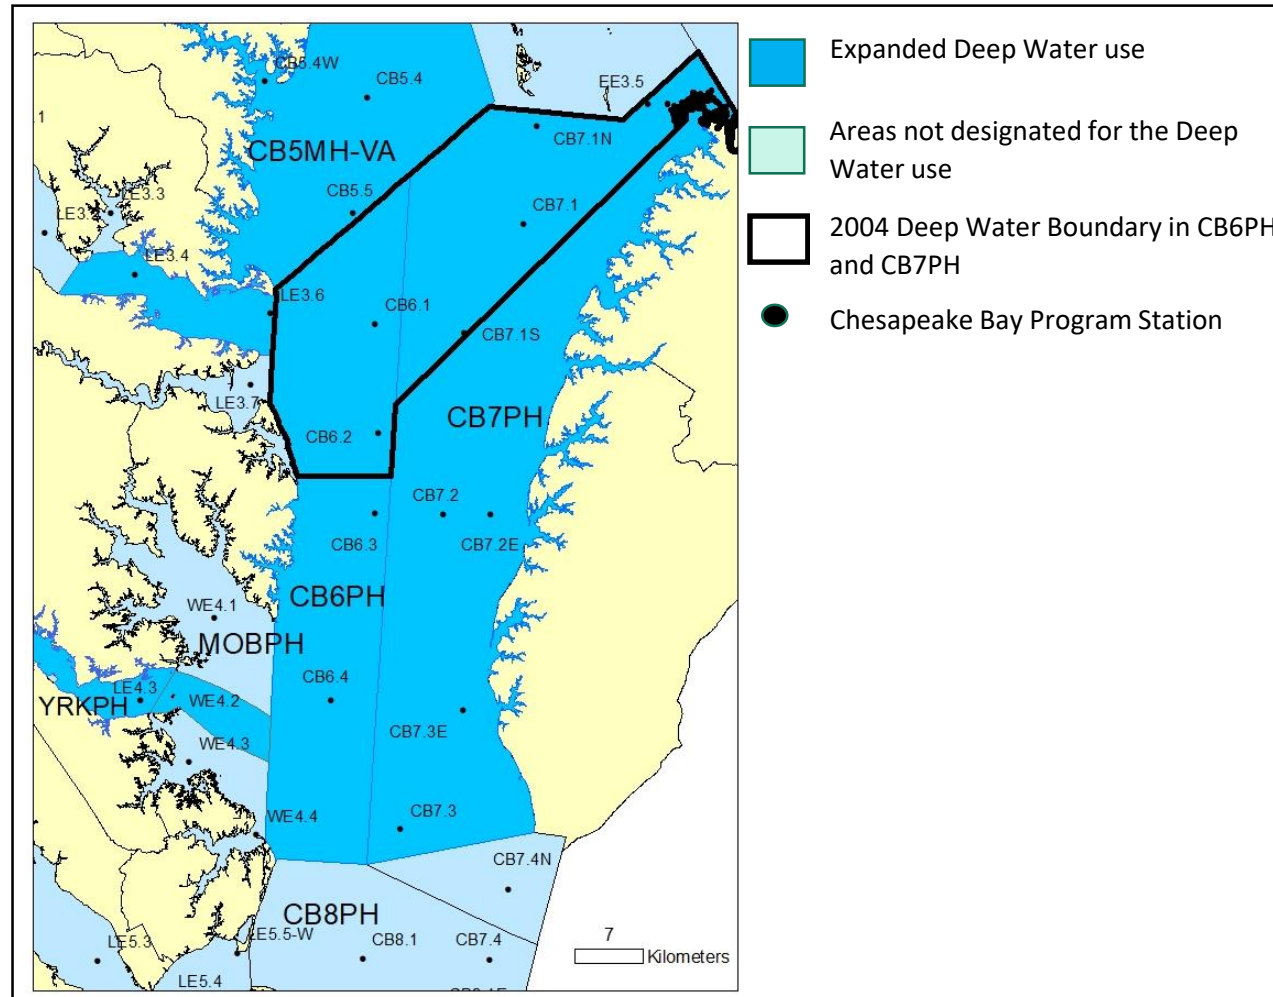 CB5.4W
CB5.4
EE3.5
.1
CB7.1N
CB5MH-VA
CB5.5
LE3.3
LE3.2
CB7.1
LE3.4
LE3.6
CB6.1
CB7.1S
LE3.7
CB7PH
CB6.2
CB7.2
CB6.3
CB7.2E
CB6PH
WE4.1
MOBPH
CB6.4
LE4.3
WE4.2
YRKPH
CB7.3E
WE4.3
CB7.3
WE4.4
CB7.4N
CB8PH
LE5.3
LE5.5-W
CB8.1
CB7.4
LE5.4
7
Kilometers
Expanded Deep Water use
Areas not designated for the Deep
Water use
2004 Deep Water Boundary in CB6PH
and CB7PH
Chesapeake Bay Program Station